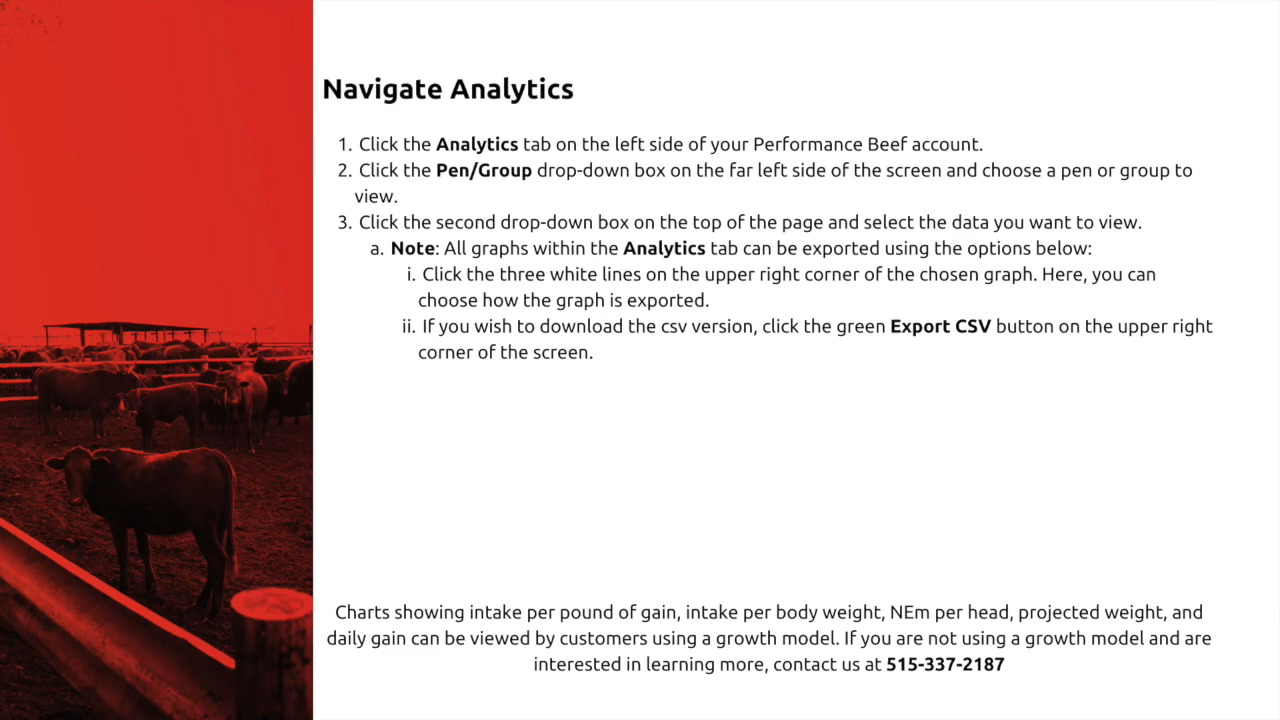 Navigate Analytics
1. Click the Analytics tab on the left side of your Performance Beef account.
2. Click the Pen/Group drop-down box on the far left side of the screen and choose a pen or group to
view.
3. Click the second drop-down box on the top of the page and select the data you want to view.
a. Note: All graphs within the Analytics tab can be exported using the options below:
i. Click the three white lines on the upper right corner of the chosen graph. Here, you can
choose how the graph is exported.
ii. If you wish to download the csv version, click the green Export CSV button on the upper right
corner of the screen.
Charts showing intake per pound of gain, intake per body weight, NEm per head, projected weight, and
daily gain can be viewed by customers using a growth model. If you are not using a growth model and are
interested in learning more, contact us at 515-337-2187